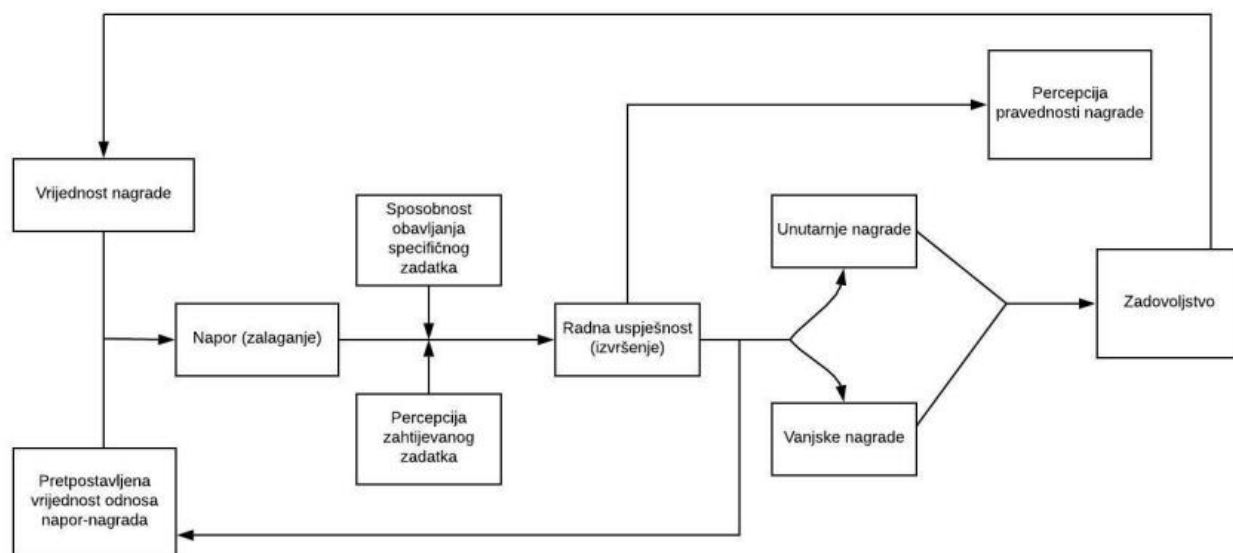 Percepcija
pravednosti nagrade
Vrijednost nagrade
Sposobnost
obavljanja
specifičnog
zadatka
Unutarnje nagrade
Zadovoljstvo
Napor (zalaganje)
Radna uspješnost
(izvršenje)
Percepcija
zahtijevanog
zadatka
Vanjske nagrade
Pretpostavljena
vrijednost odnosa
napor-nagrada